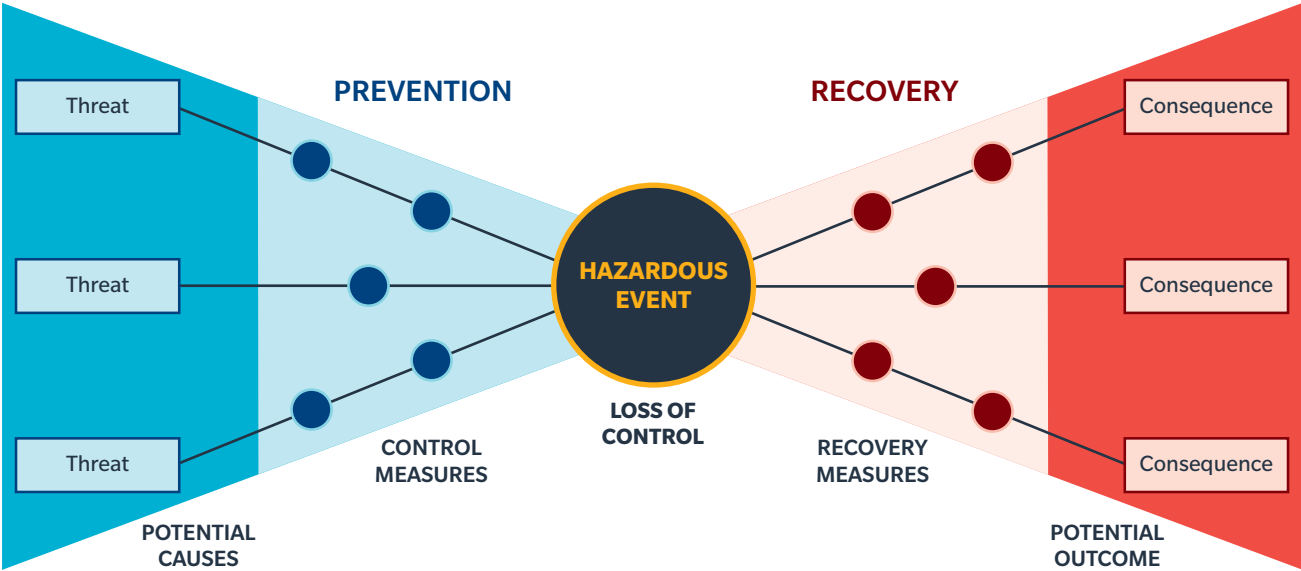 PREVENTION
RECOVERY
Threat
Consequence
Threat
HAZARDOUS
EVENT
Consequence
LOSS OF
CONTROL
CONTROL
MEASURES
RECOVERY
MEASURES
Threat
Consequence
POTENTIAL
CAUSES
POTENTIAL
OUTCOME